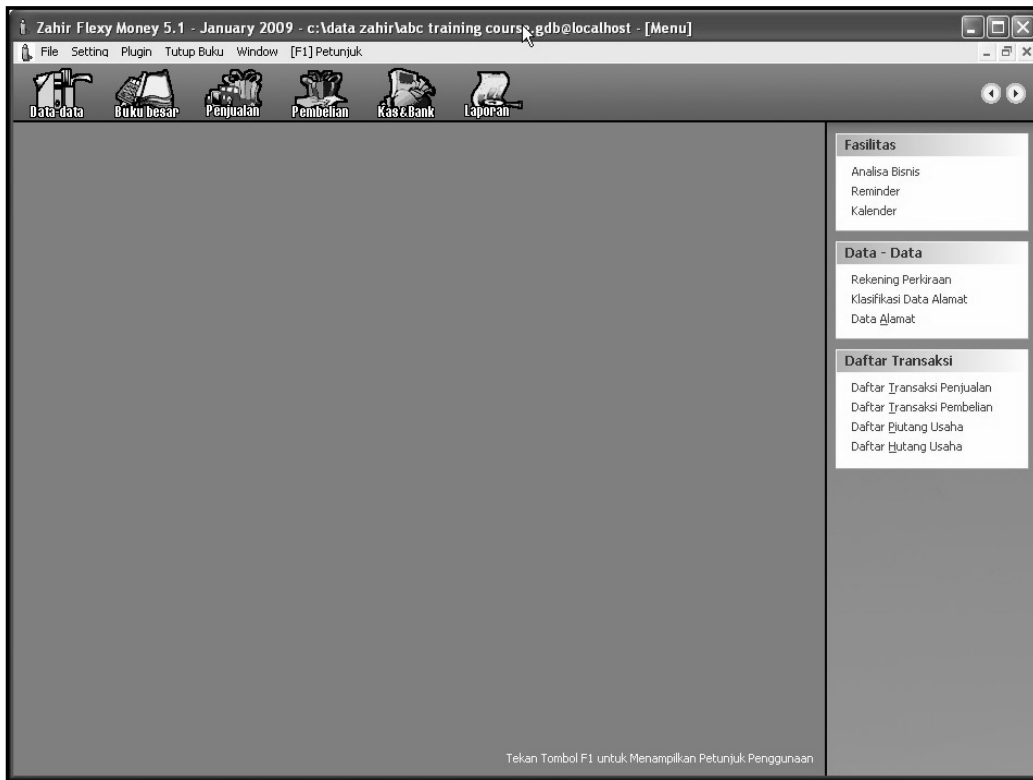 Zahir Flexy Money 5.1 - January 2009 - c:\data zahir\abc training course.gdb@localhost - [Menu]
File Setting Plugin Tutup Buku Window [F1] Petunjuk
Data-data Buku besar Penjualan Pembelian Kas&Bank Laporan
Fasilitas
Analisa Bisnis
Reminder
Kalender
Data - Data
Rekening Perkiraan
Klasifikasi Data Alamat
Data Alamat
Daftar Transaksi
Daftar Transaksi Penjualan
Daftar Transaksi Pembelian
Daftar Piutang Usaha
Daftar Hutang Usaha
Tekan Tombol F1 untuk Menampilkan Petunjuk Penggunaan